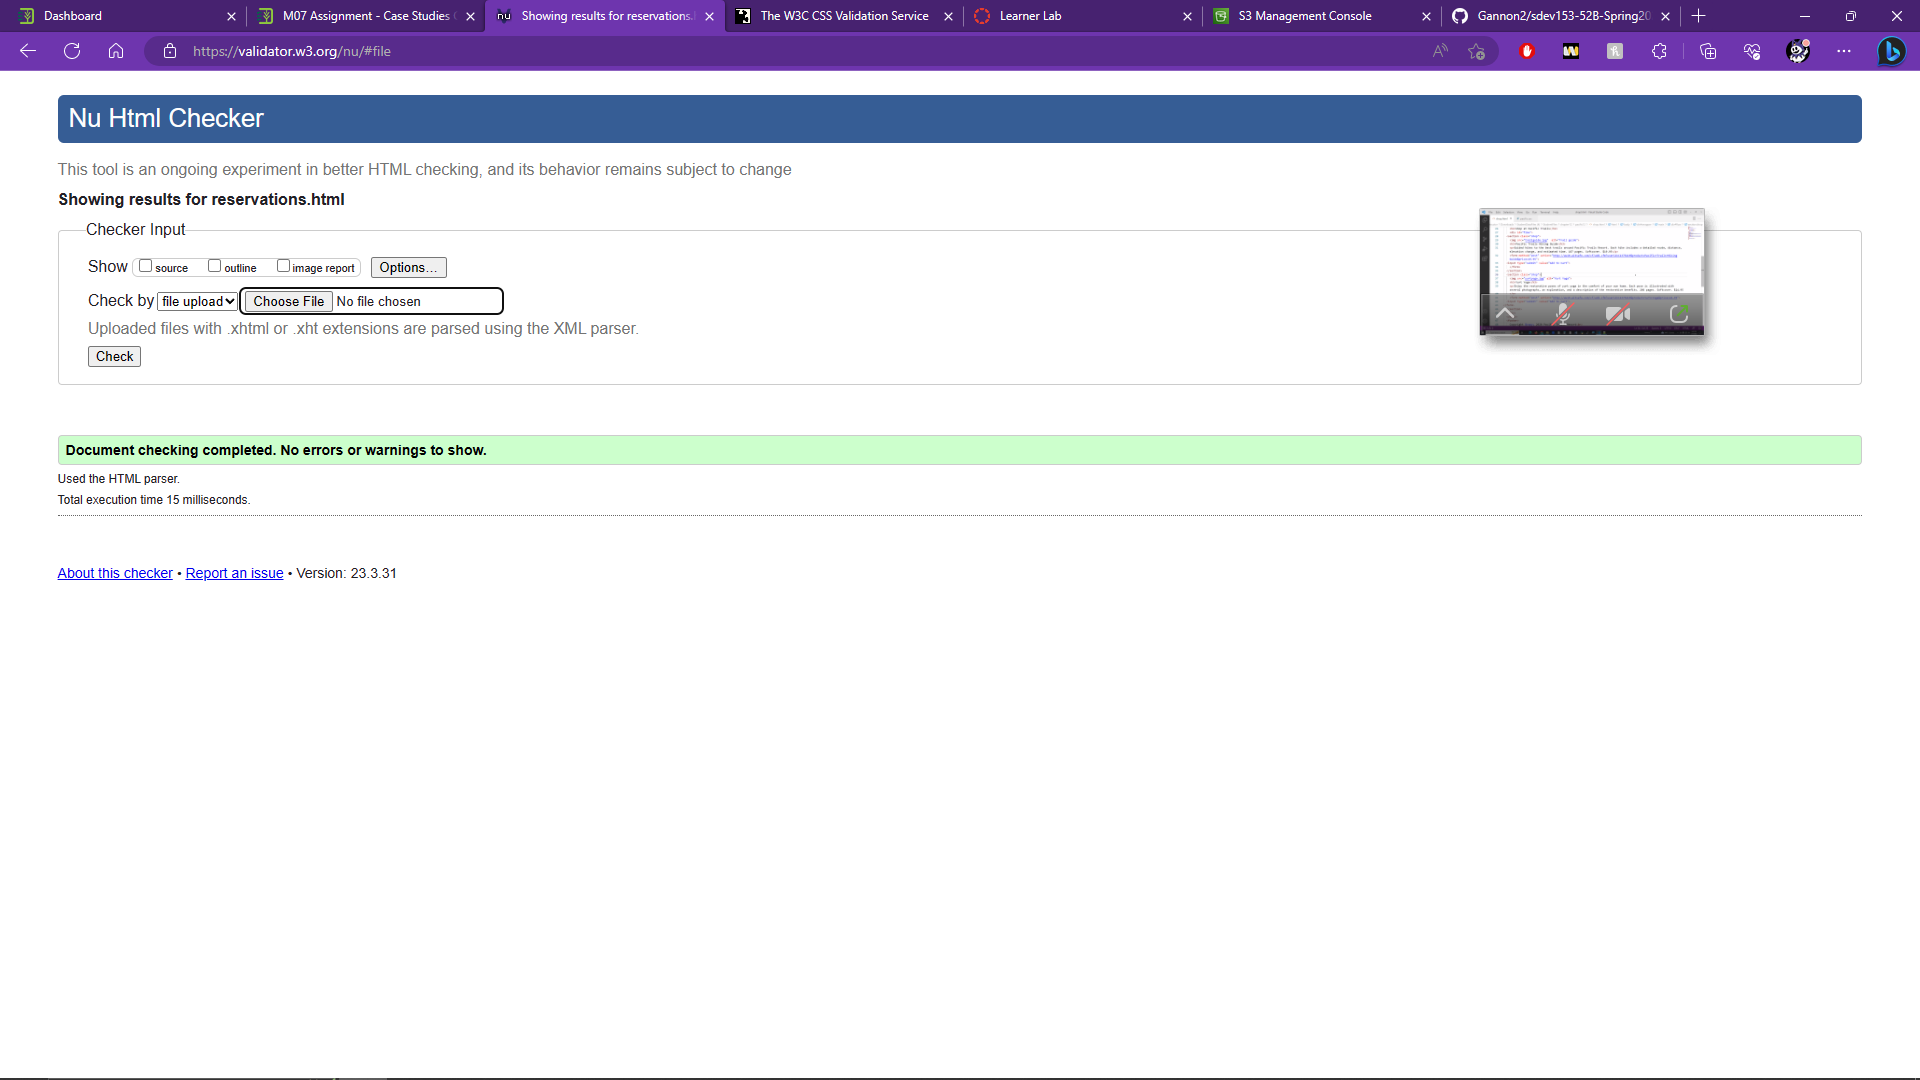 Dashboard
M07 Assignment - Case Studies
Showing results for reservations.
The W3C CSS Validation Service
Learner Lab
S3 Management Console
Gannon2/sdev153-52B-Spring20
https://validator.w3.org/nu/#file
Nu Html Checker
This tool is an ongoing experiment in better HTML checking, and its behavior remains subject to change
Showing results for reservations.html
Checker Input
Show source outline image report Options...
Check by file upload Choose File No file chosen
Uploaded files with .xhtml or .xht extensions are parsed using the XML parser.
Check
Document checking completed. No errors or warnings to show.
Used the HTML parser.
Total execution time 15 milliseconds.
About this checker • Report an issue • Version: 23.3.31